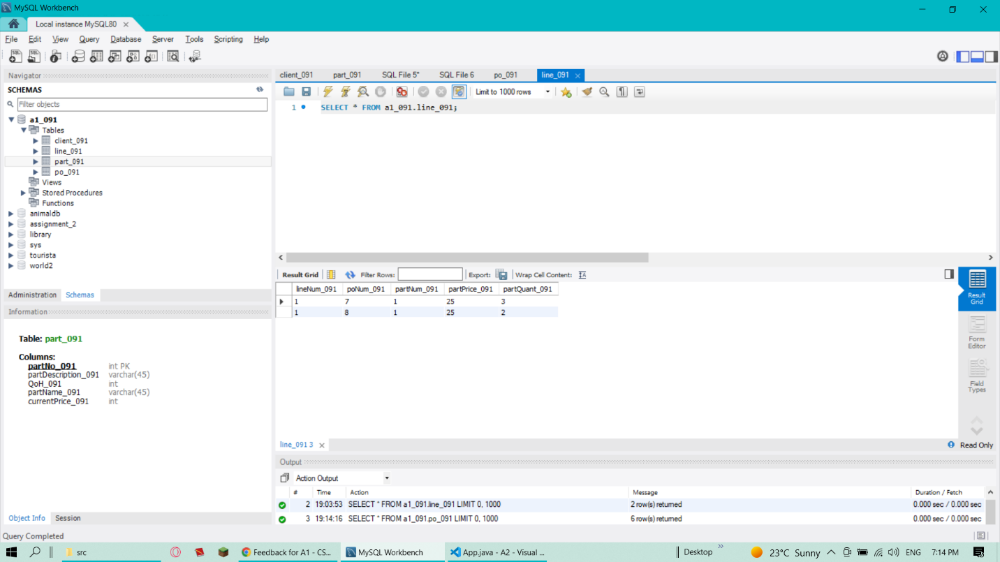 MySQL Workbench
Local instance MySQL80
File Edit View Query Database Server Tools Scripting Help
Navigator
SCHEMAS
Filter objects
a1_091
Tables
client_091
line_091
part_091
po_091
Views
Stored Procedures
Functions
animaldb
assignment_2
library
sys
tourista
world2
Administration Schemas
Information
Table: part_091
Columns:
partNo_091 int PK
partDescription_091 varchar(45)
QoH_091 int
partName_091 varchar(45)
currentPrice_091 int
Object Info Session
Query Completed
client_091 part_091 SQL File 5* SQL File 6 po_091 line_091
Limit to 1000 rows
1 SELECT * FROM a1_091.line_091;
Result Grid Filter Rows: Export: Wrap Cell Content:
lineNum_091 poNum_091 partNum_091 partPrice_091 partQuant_091
1 7 1 25 3
1 8 1 25 2
Result
Grid
Form
Editor
Field
Types
line_091 3
Read Only
Output
Action Output
# Time Action Message Duration / Fetch
2 19:03:53 SELECT * FROM a1_091.line_091 LIMIT 0, 1000 2 row(s) returned 0.000 sec / 0.000 sec
3 19:14:16 SELECT * FROM a1_091.po_091 LIMIT 0, 1000 6 row(s) returned 0.000 sec / 0.000 sec
src
Feedback for A1 - CS...
MySQL Workbench
App.java - A2 - Visual ...
Desktop
23°C Sunny
ENG
7:14 PM